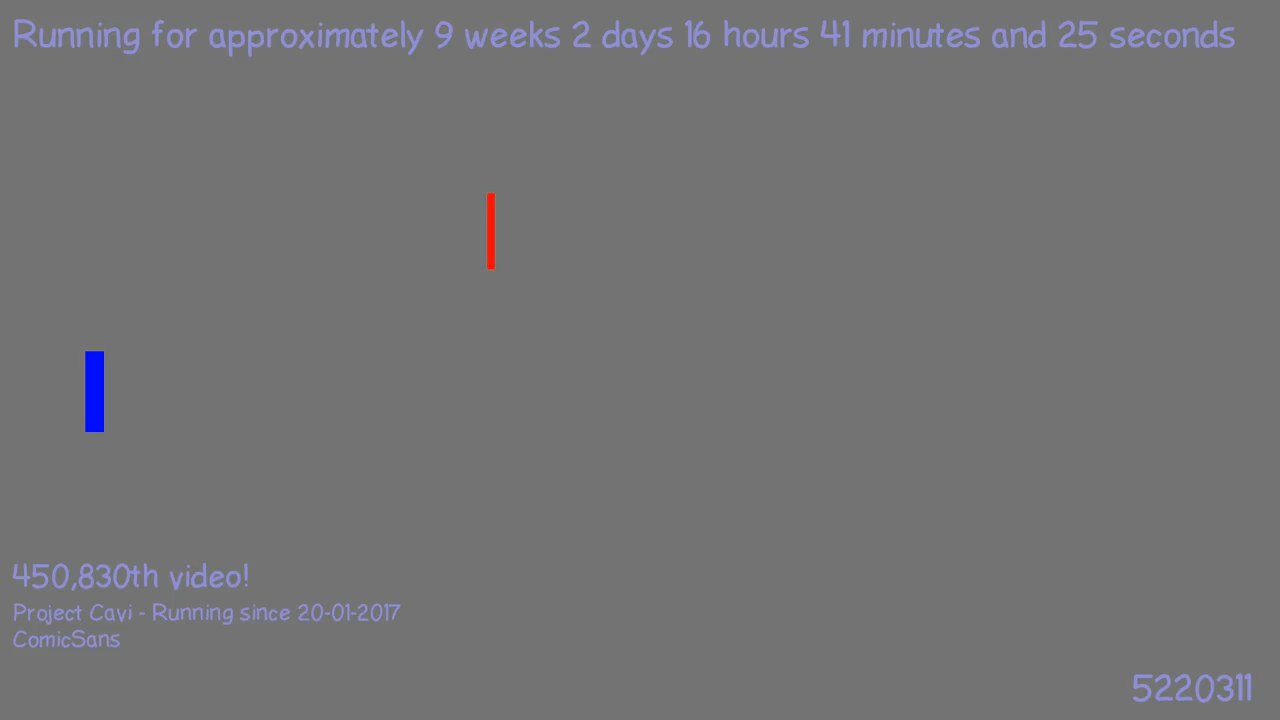 Running for approximately 9 weeks 2 days 16 hours 41 minutes and 25 seconds
450,830th video!
Project Cavi - Running since 20-01-2017
ComicSans
5220311